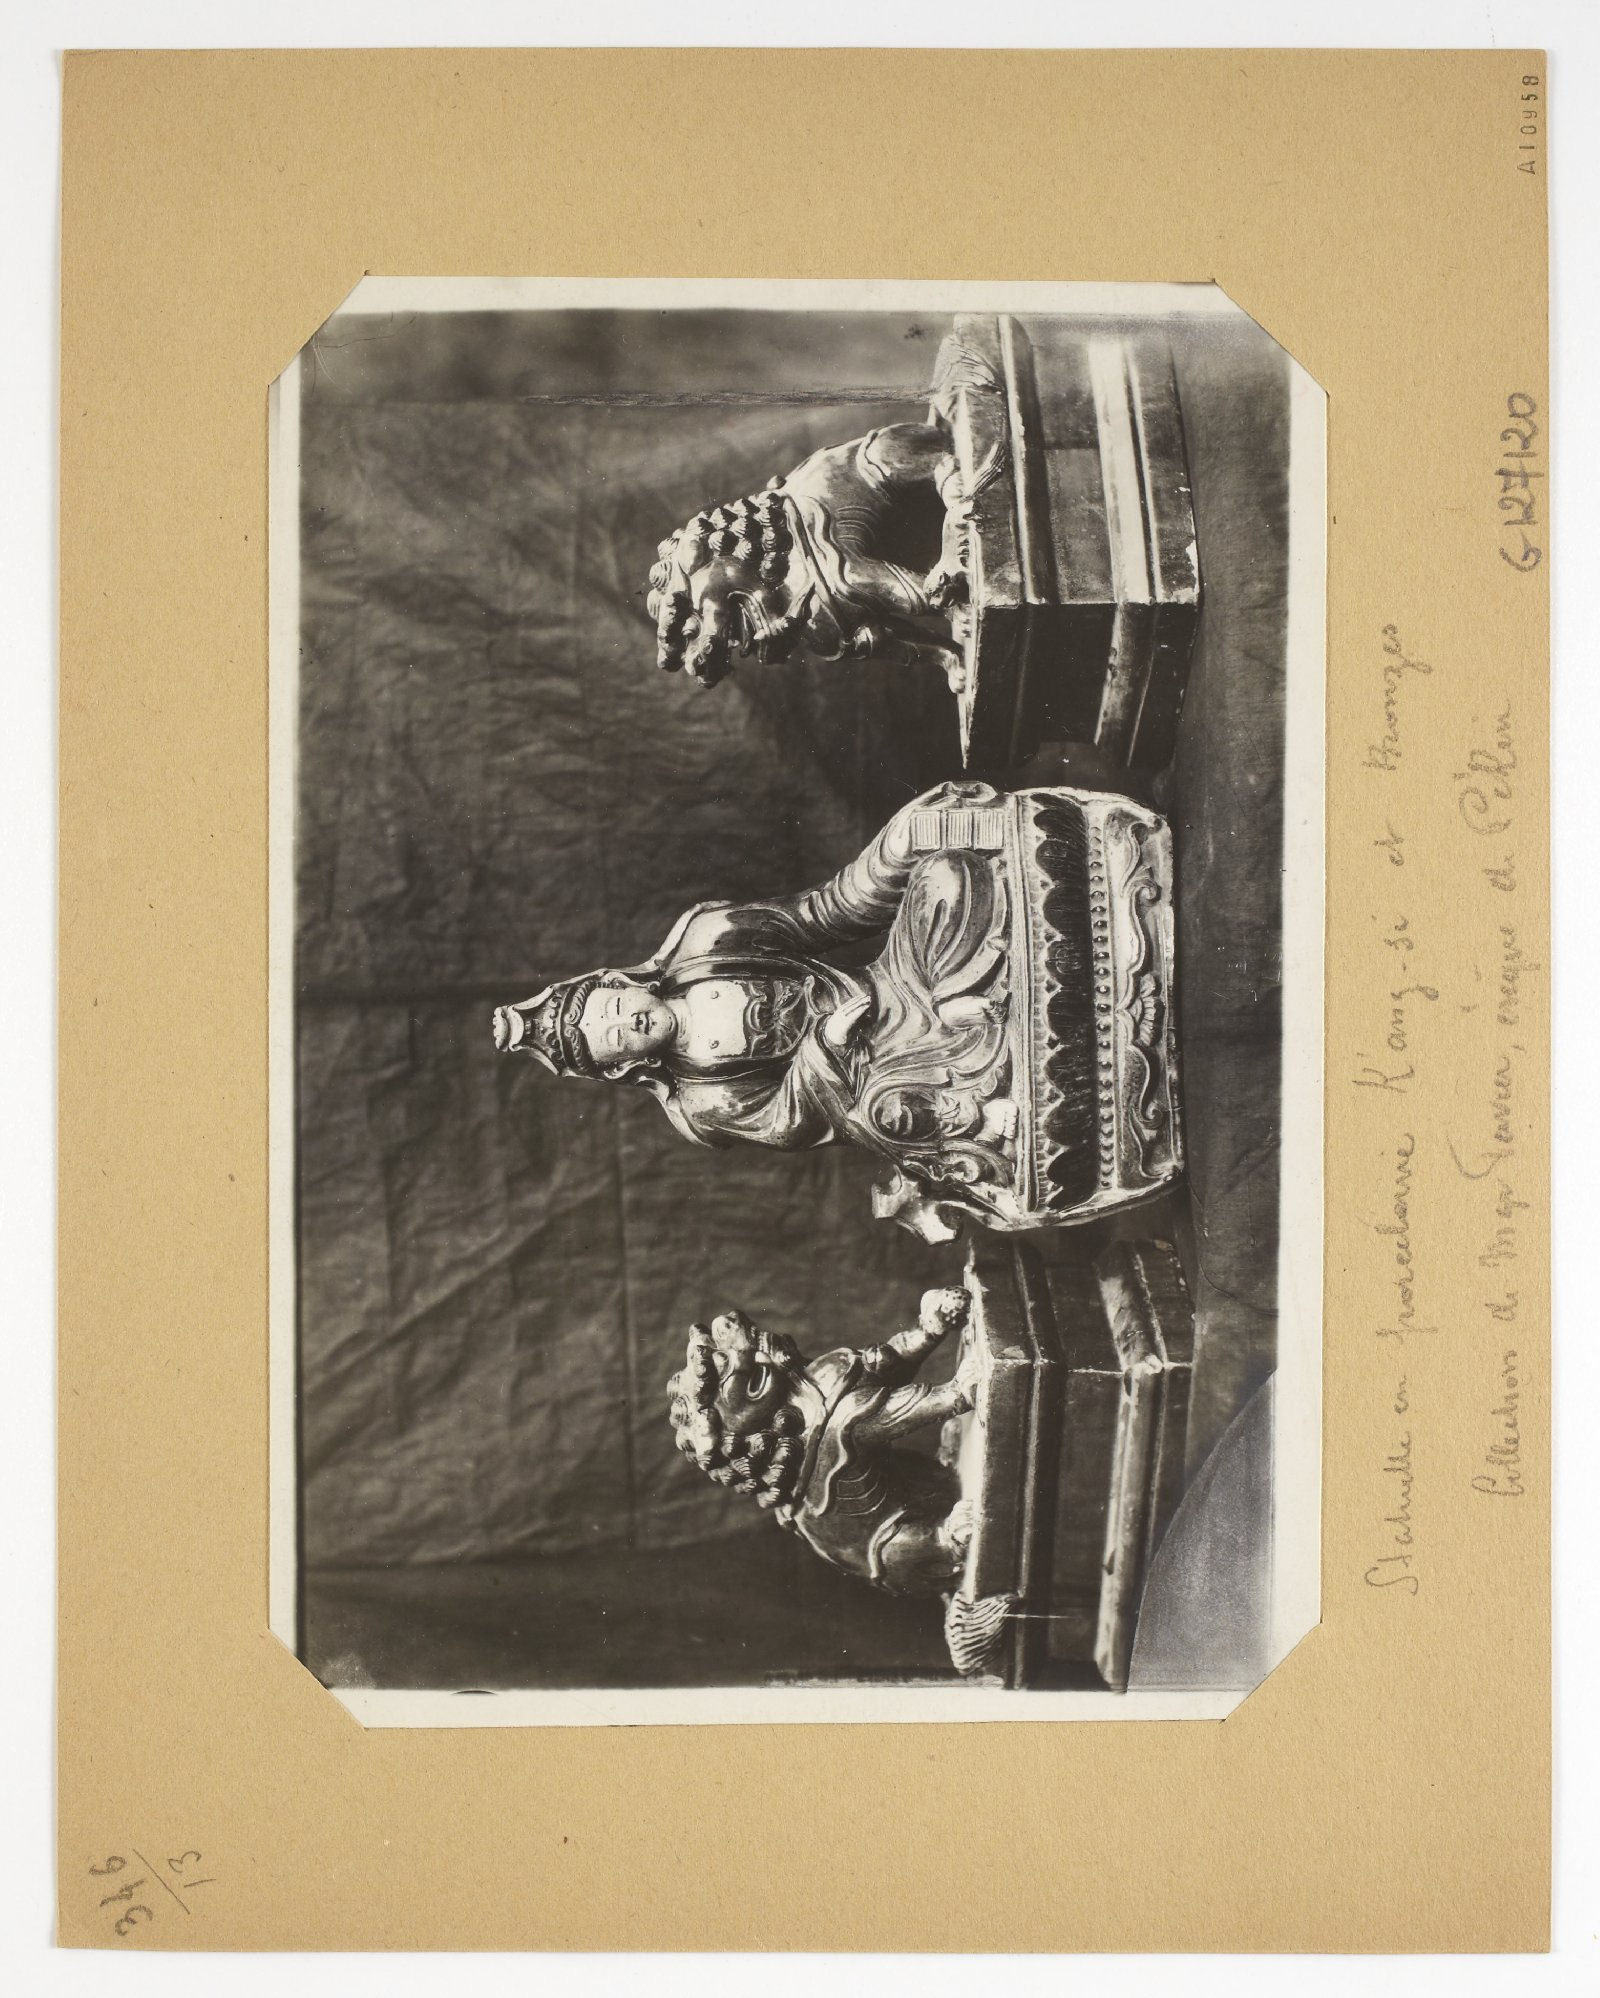 A10958
346
13
Statuette en porcelaine K'ang-si et bronzes
Collection de Mgr Favier, évêque de Pékin
G 127120